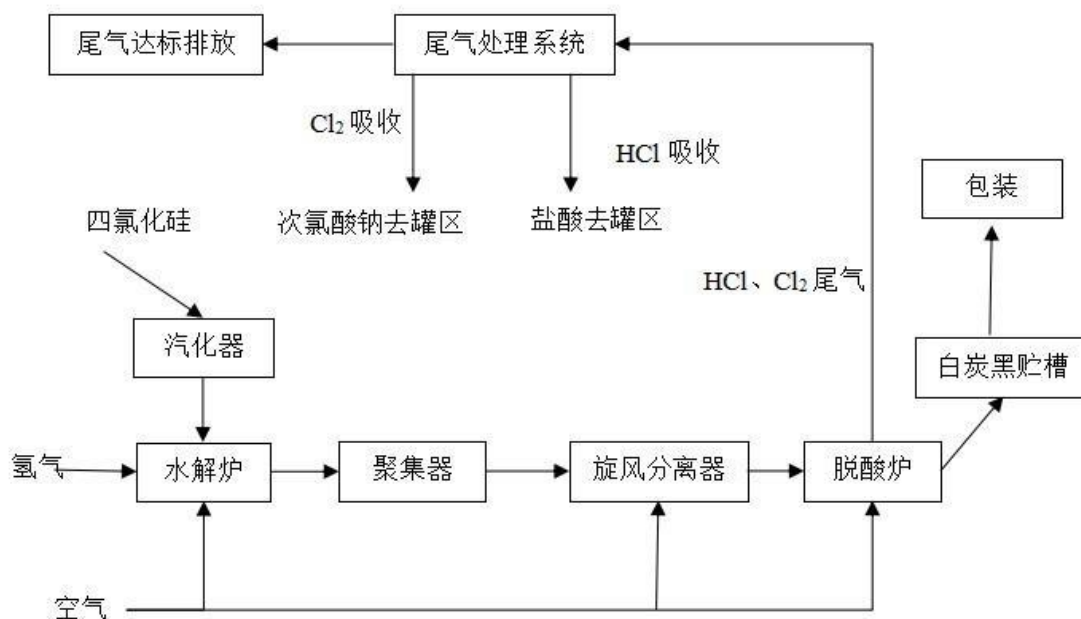 尾气达标排放
尾气处理系统
Cl₂ 吸收
HCl 吸收
包装
四氯化硅
次氯酸钠去罐区
盐酸去罐区
HCl、Cl₂ 尾气
汽化器
白炭黑贮槽
氢气
水解炉
聚集器
旋风分离器
脱酸炉
空气